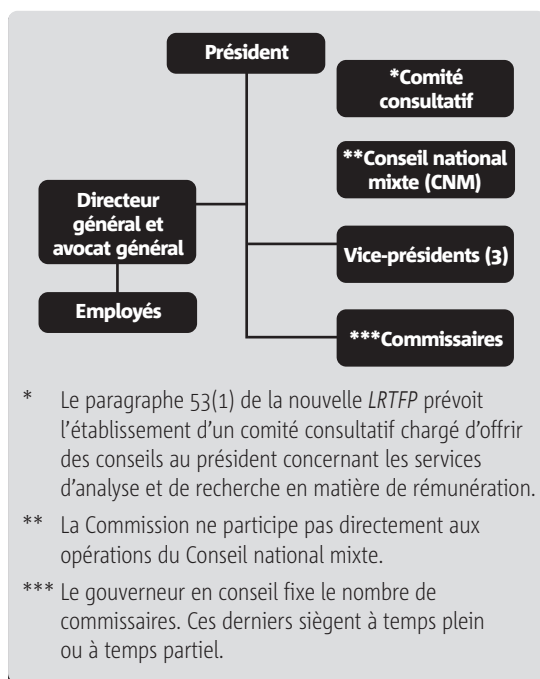 Président
*Comité
consultatif
**Conseil national
mixte (CNM)
Directeur
général et
avocat général
Vice-présidents (3)
Employés
***Commissaires
* Le paragraphe 53(1) de la nouvelle LRTFP prévoit
l'établissement d'un comité consultatif chargé d'offrir
des conseils au président concernant les services
d'analyse et de recherche en matière de rémunération.
** La Commission ne participe pas directement aux
opérations du Conseil national mixte.
*** Le gouverneur en conseil fixe le nombre de
commissaires. Ces derniers siègent à temps plein
ou à temps partiel.